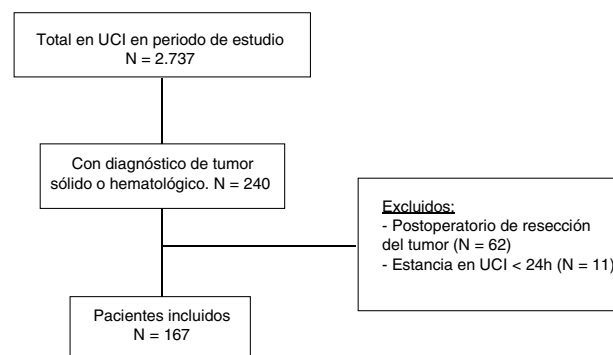 Total en UCI en periodo de estudio
N = 2.737
Con diagnóstico de tumor
sólido o hematológico. N = 240
Excluidos:
- Postoperatorio de resección
del tumor (N = 62)
- Estancia en UCI < 24h (N = 11)
Pacientes incluidos
N = 167